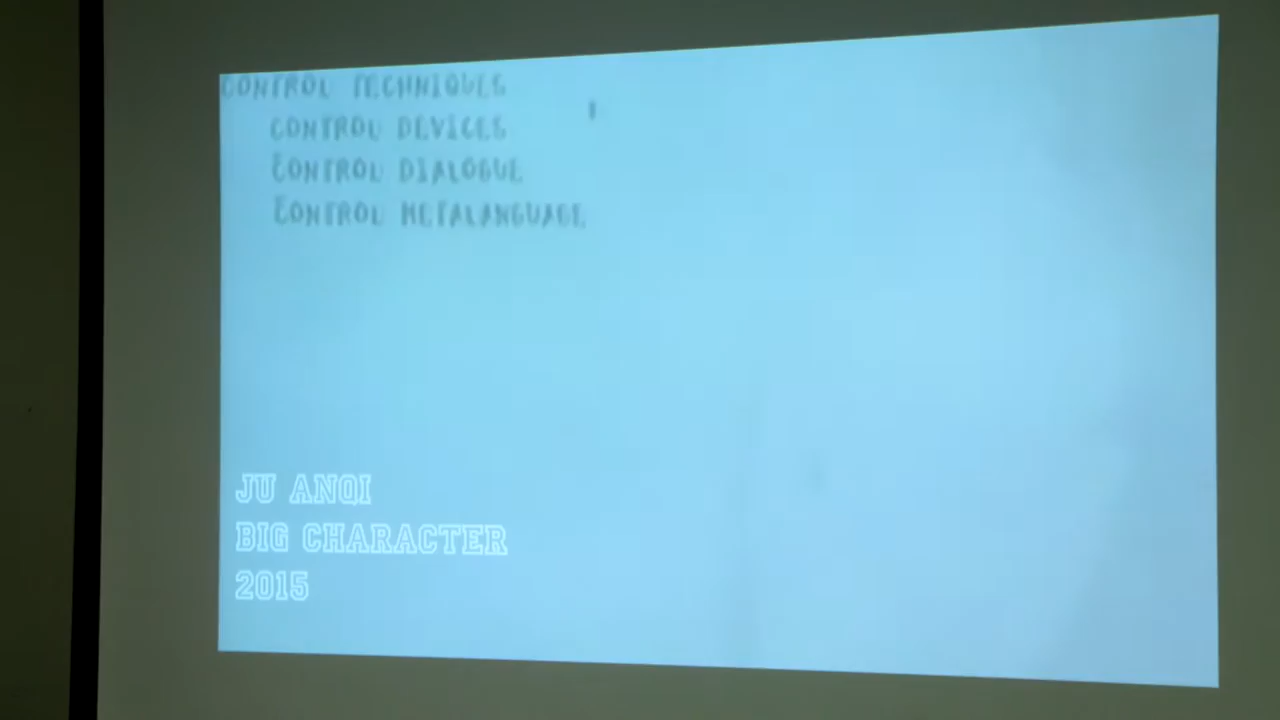 CONTROL TECHNIQUES
CONTROL DEVICES
CONTROL DIALOGUE
CONTROL METALANGUAGE
JU ANQI
BIG CHARACTER
2015